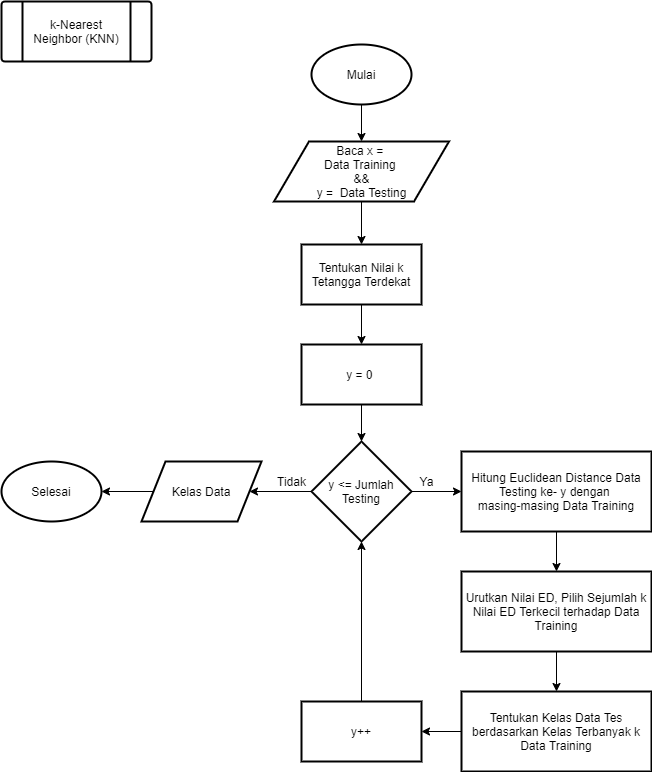 k-Nearest
Neighbor (KNN)
Mulai
Baca x =
Data Training
&&
y = Data Testing
Tentukan Nilai k
Tetangga Terdekat
y = 0
y <= Jumlah
Testing
Tidak
Ya
Kelas Data
Selesai
Hitung Euclidean Distance Data
Testing ke- y dengan
masing-masing Data Training
Urutkan Nilai ED, Pilih Sejumlah k
Nilai ED Terkecil terhadap Data
Training
Tentukan Kelas Data Tes
berdasarkan Kelas Terbanyak k
Data Training
y++